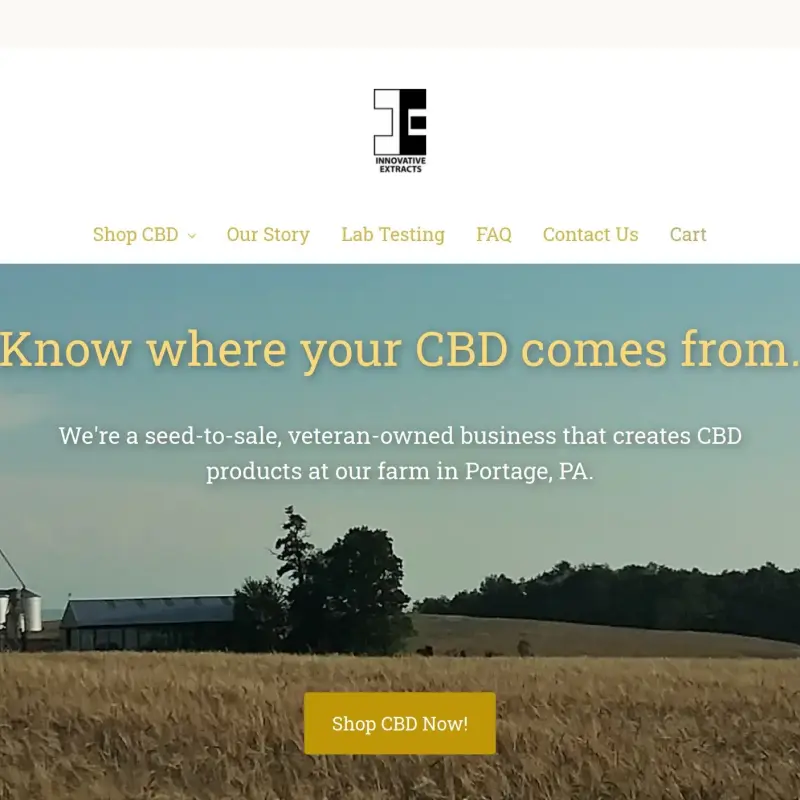 INNOVATIVE
EXTRACTS
Shop CBD Our Story Lab Testing FAQ Contact Us Cart
Know where your CBD comes from.
We're a seed-to-sale, veteran-owned business that creates CBD
products at our farm in Portage, PA.
Shop CBD Now!